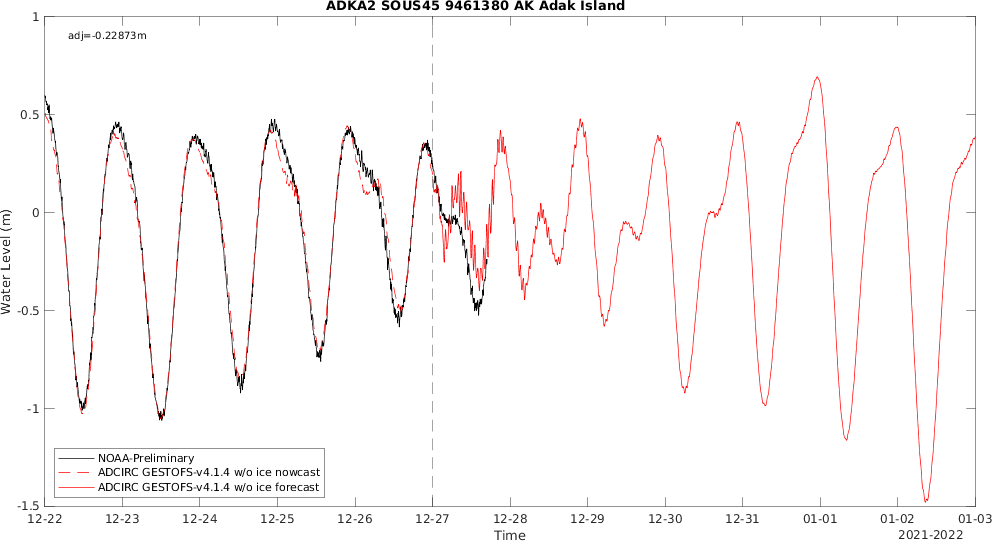 ADKA2 SOUS45 9461380 AK Adak Island
adj=-0.22873m
1
0.5
0
-0.5
-1
-1.5
Water Level (m)
NOAA-Preliminary
ADCIRC GESTOFS-v4.1.4 w/o ice nowcast
ADCIRC GESTOFS-v4.1.4 w/o ice forecast
12-22 12-23 12-24 12-25 12-26 12-27 12-28 12-29 12-30 12-31 01-01 01-02 01-03
Time
2021-2022